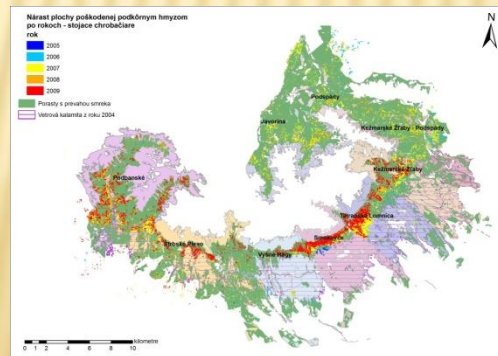 Nárast plochy poškodenej podkôrnym hmyzom
po rokoch - stojace chrobačiare
rok
2005
2006
2007
2008
2009
Porasty s prevahou smreka
Vetrová kalamita z roku 2004
N
Podspády
Javorina
Kežmarské Žľaby - Podspády
Kežmarské Žľaby
Podbanské
Tatranská Lomnica
Smokovce
Štrbské Pleso
Vyšné Hágy
kilometre
0 1 2 4 6 8 10